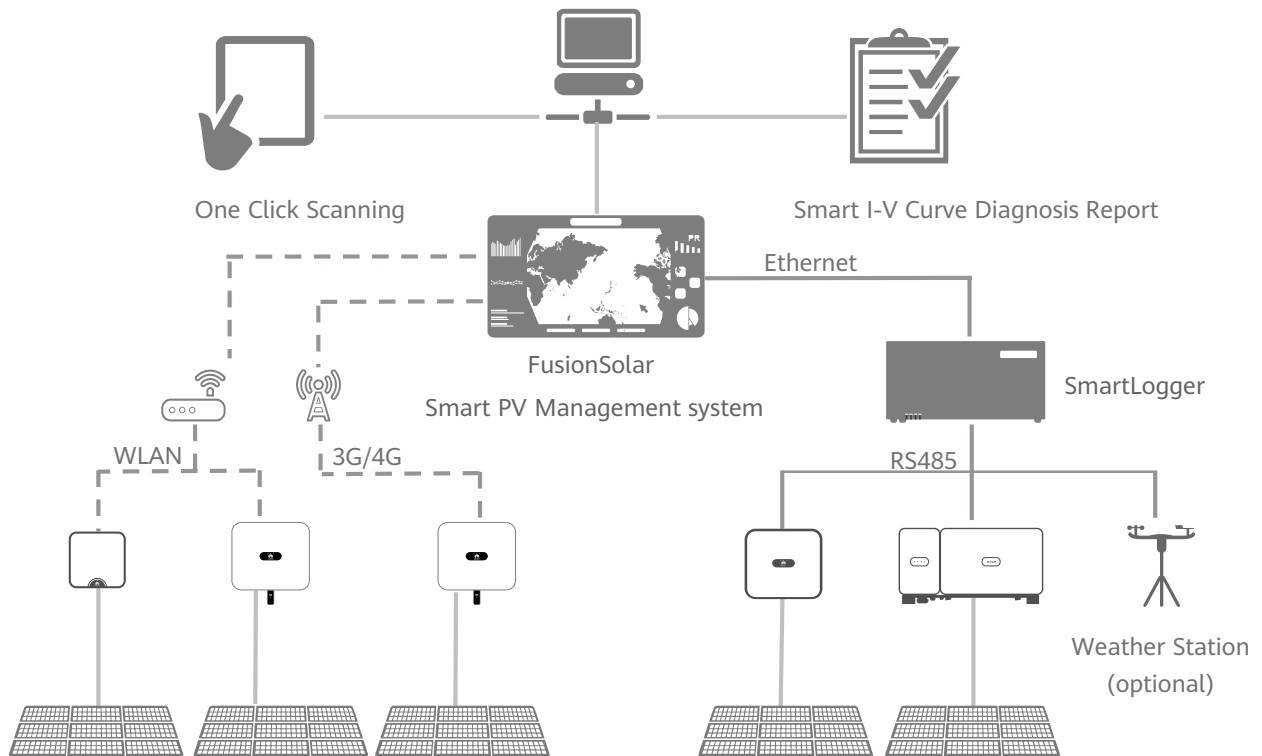 One Click Scanning
Smart I-V Curve Diagnosis Report
PR
Ethernet
FusionSolar
Smart PV Management system
SmartLogger
WLAN
3G/4G
RS485
Weather Station
(optional)